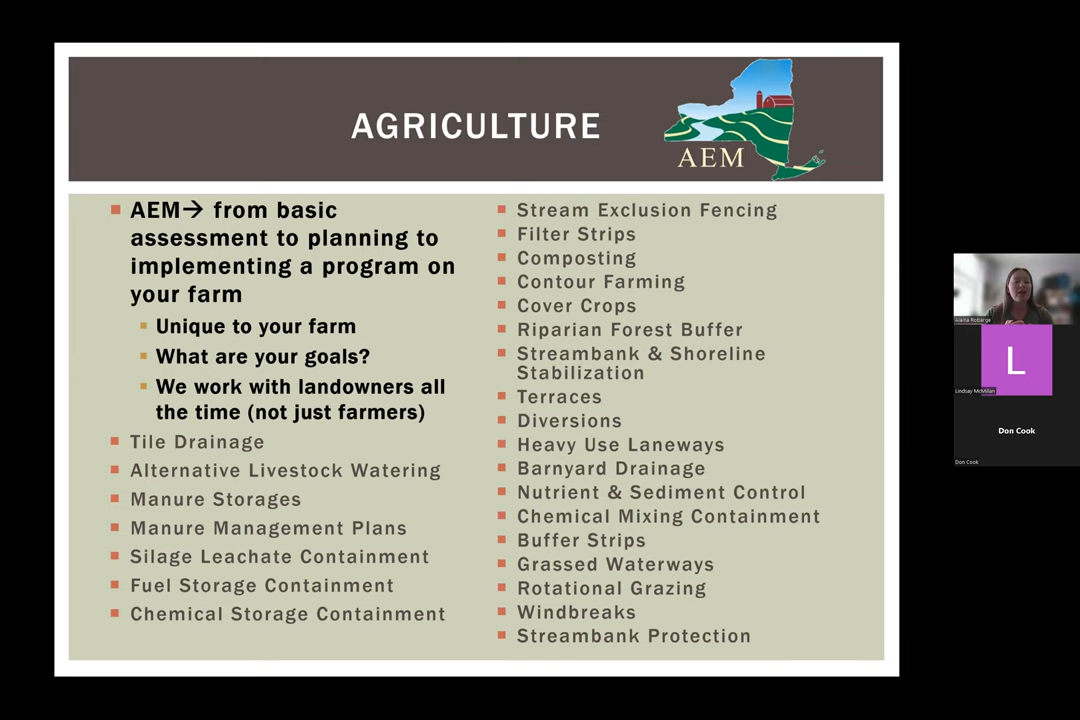 AGRICULTURE
AEM
AEM→ from basic
assessment to planning to
implementing a program on
your farm
Unique to your farm
What are your goals?
We work with landowners all
the time (not just farmers)
Tile Drainage
Alternative Livestock Watering
Manure Storages
Manure Management Plans
Silage Leachate Containment
Fuel Storage Containment
Chemical Storage Containment
Stream Exclusion Fencing
Filter Strips
Composting
Contour Farming
Cover Crops
Riparian Forest Buffer
Streambank & Shoreline
Stabilization
Terraces
Diversions
Heavy Use Laneways
Barnyard Drainage
Nutrient & Sediment Control
Chemical Mixing Containment
Buffer Strips
Grassed Waterways
Rotational Grazing
Windbreaks
Streambank Protection
Alaina Robarge
L
Lindsay McMillan
Don Cook
Don Cook